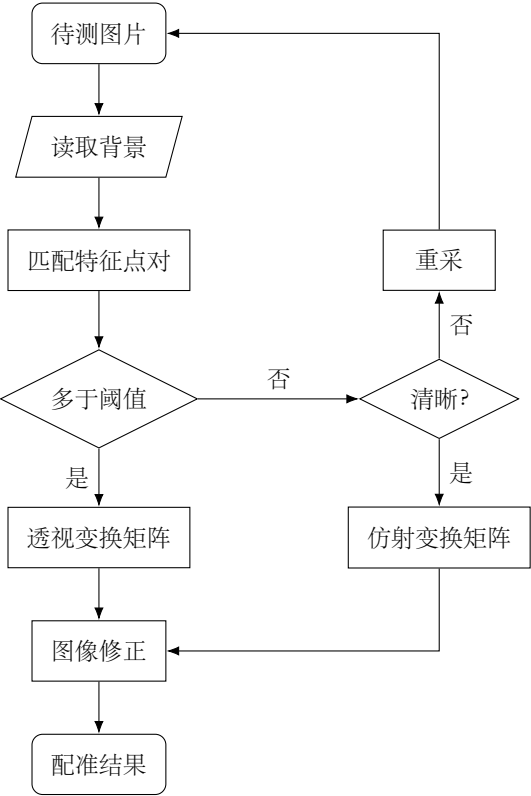 待测图片
读取背景
匹配特征点对
重采
否
多于阈值
否
清晰?
是
是
透视变换矩阵
仿射变换矩阵
图像修正
配准结果